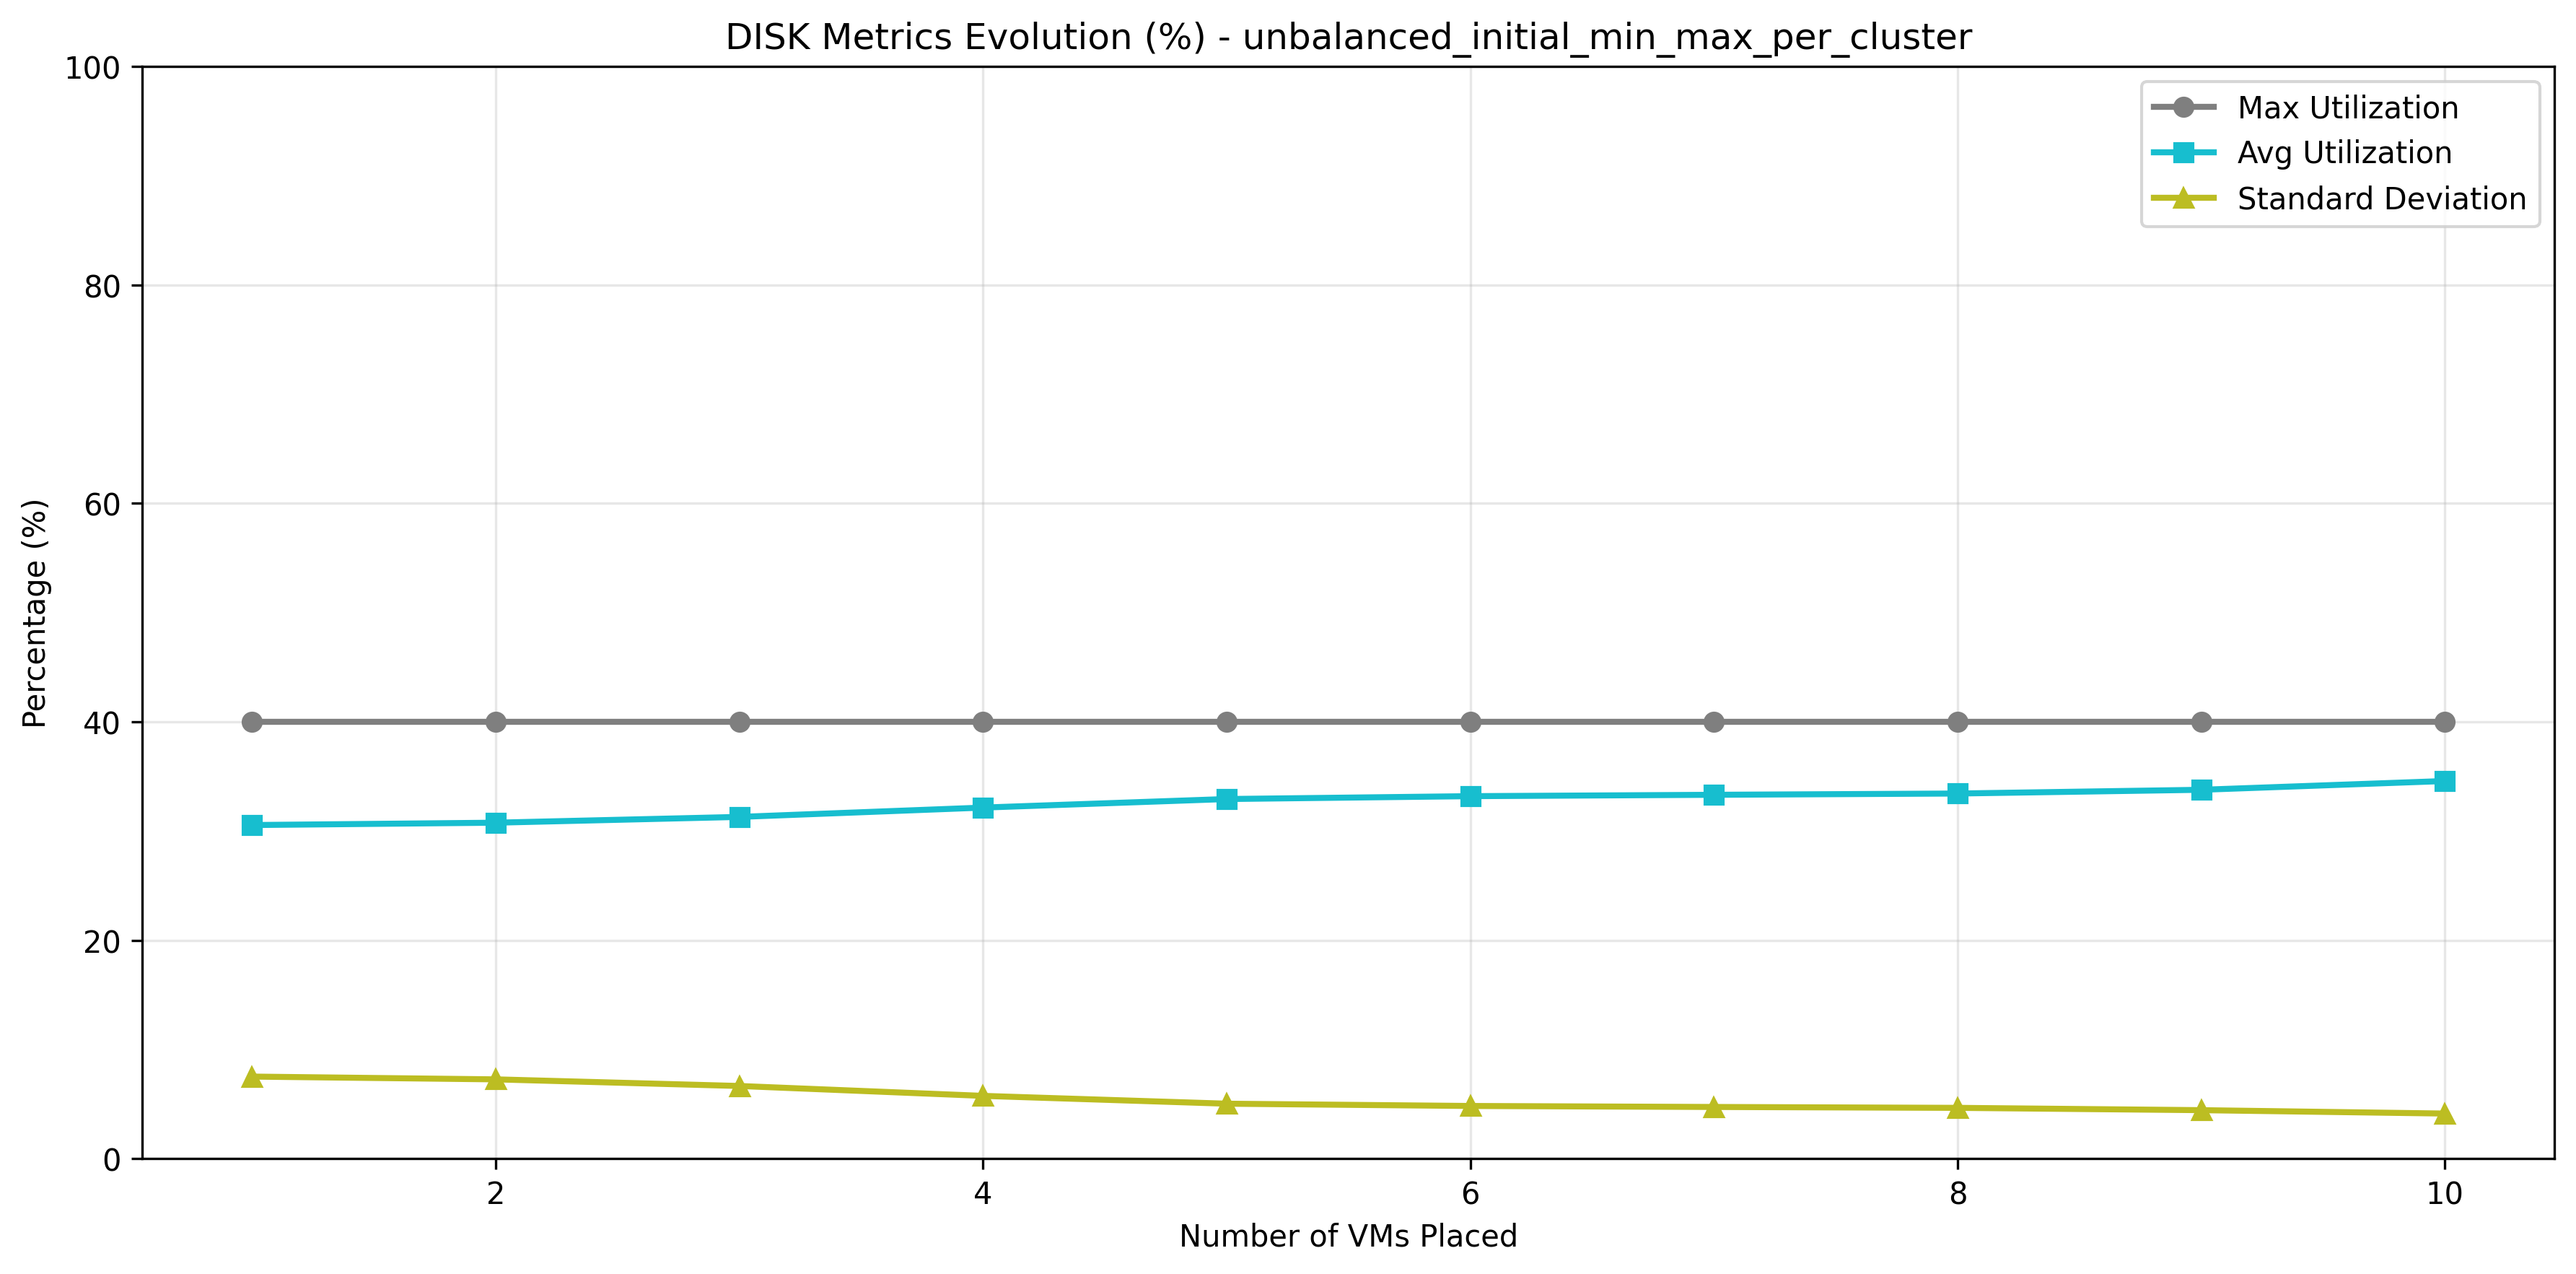 DISK Metrics Evolution (%) - unbalanced_initial_min_max_per_cluster
100
80
60
40
20
0
Percentage (%)
Max Utilization
Avg Utilization
Standard Deviation
2
4
6
8
10
Number of VMs Placed